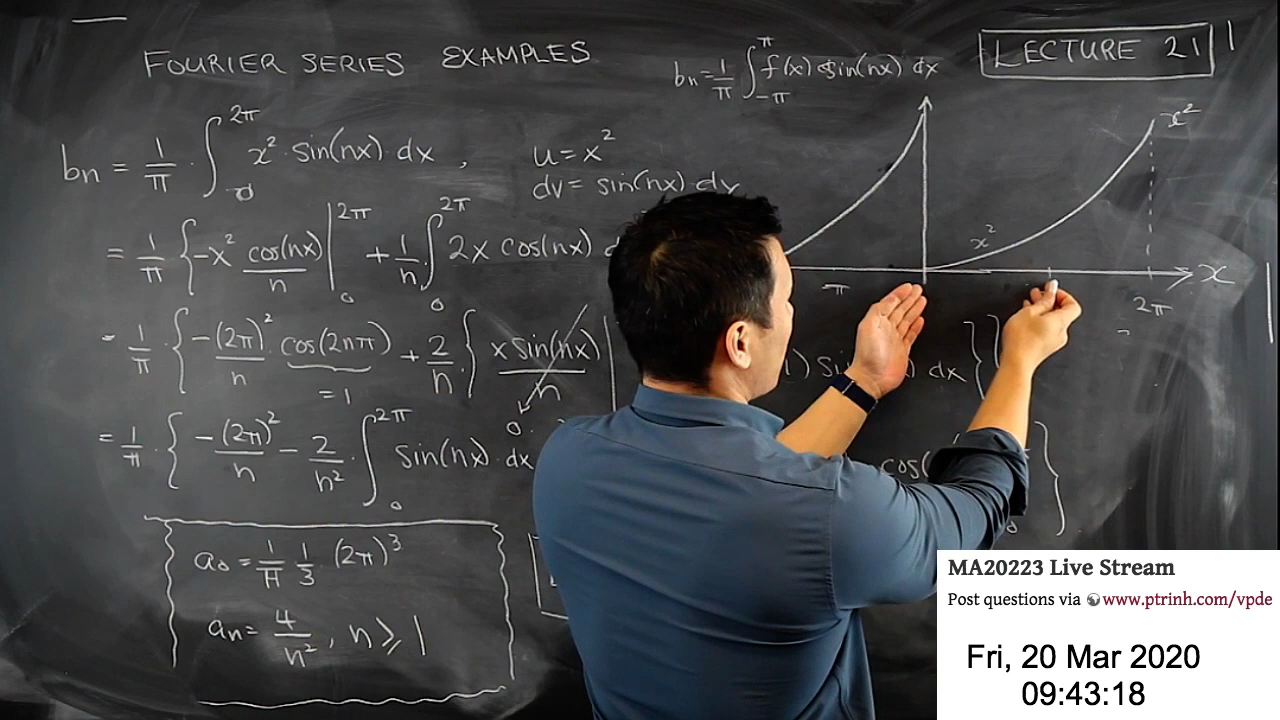 FOURIER SERIES EXAMPLES
LECTURE 21
bn = 1/π ∫_{-π}^{π} f(x) sin(nx) dx
bn = 1/π · ∫_0^{2π} x² · sin(nx) · dx ,
u = x²
dv = sin(nx) · dx
= 1/π { -x² cos(nx)/n |_0^{2π} + 1/n ∫_0^{2π} 2x cos(nx)
= 1/π · { -(2π)²/n cos(2nπ) + 2/n { x sin(nx)/n
= 1
0
dx } }
= 1/π · { -(2π)²/n - 2/n² · ∫_0^{2π} sin(nx) · dx
cos(
a₀ = 1/π 1/3 (2π)³
an = 4/n² , n ⩾ 1
x²
x²
-π
2π
x
MA20223 Live Stream
Post questions via www.ptrinh.com/vpde
Fri, 20 Mar 2020
09:43:18